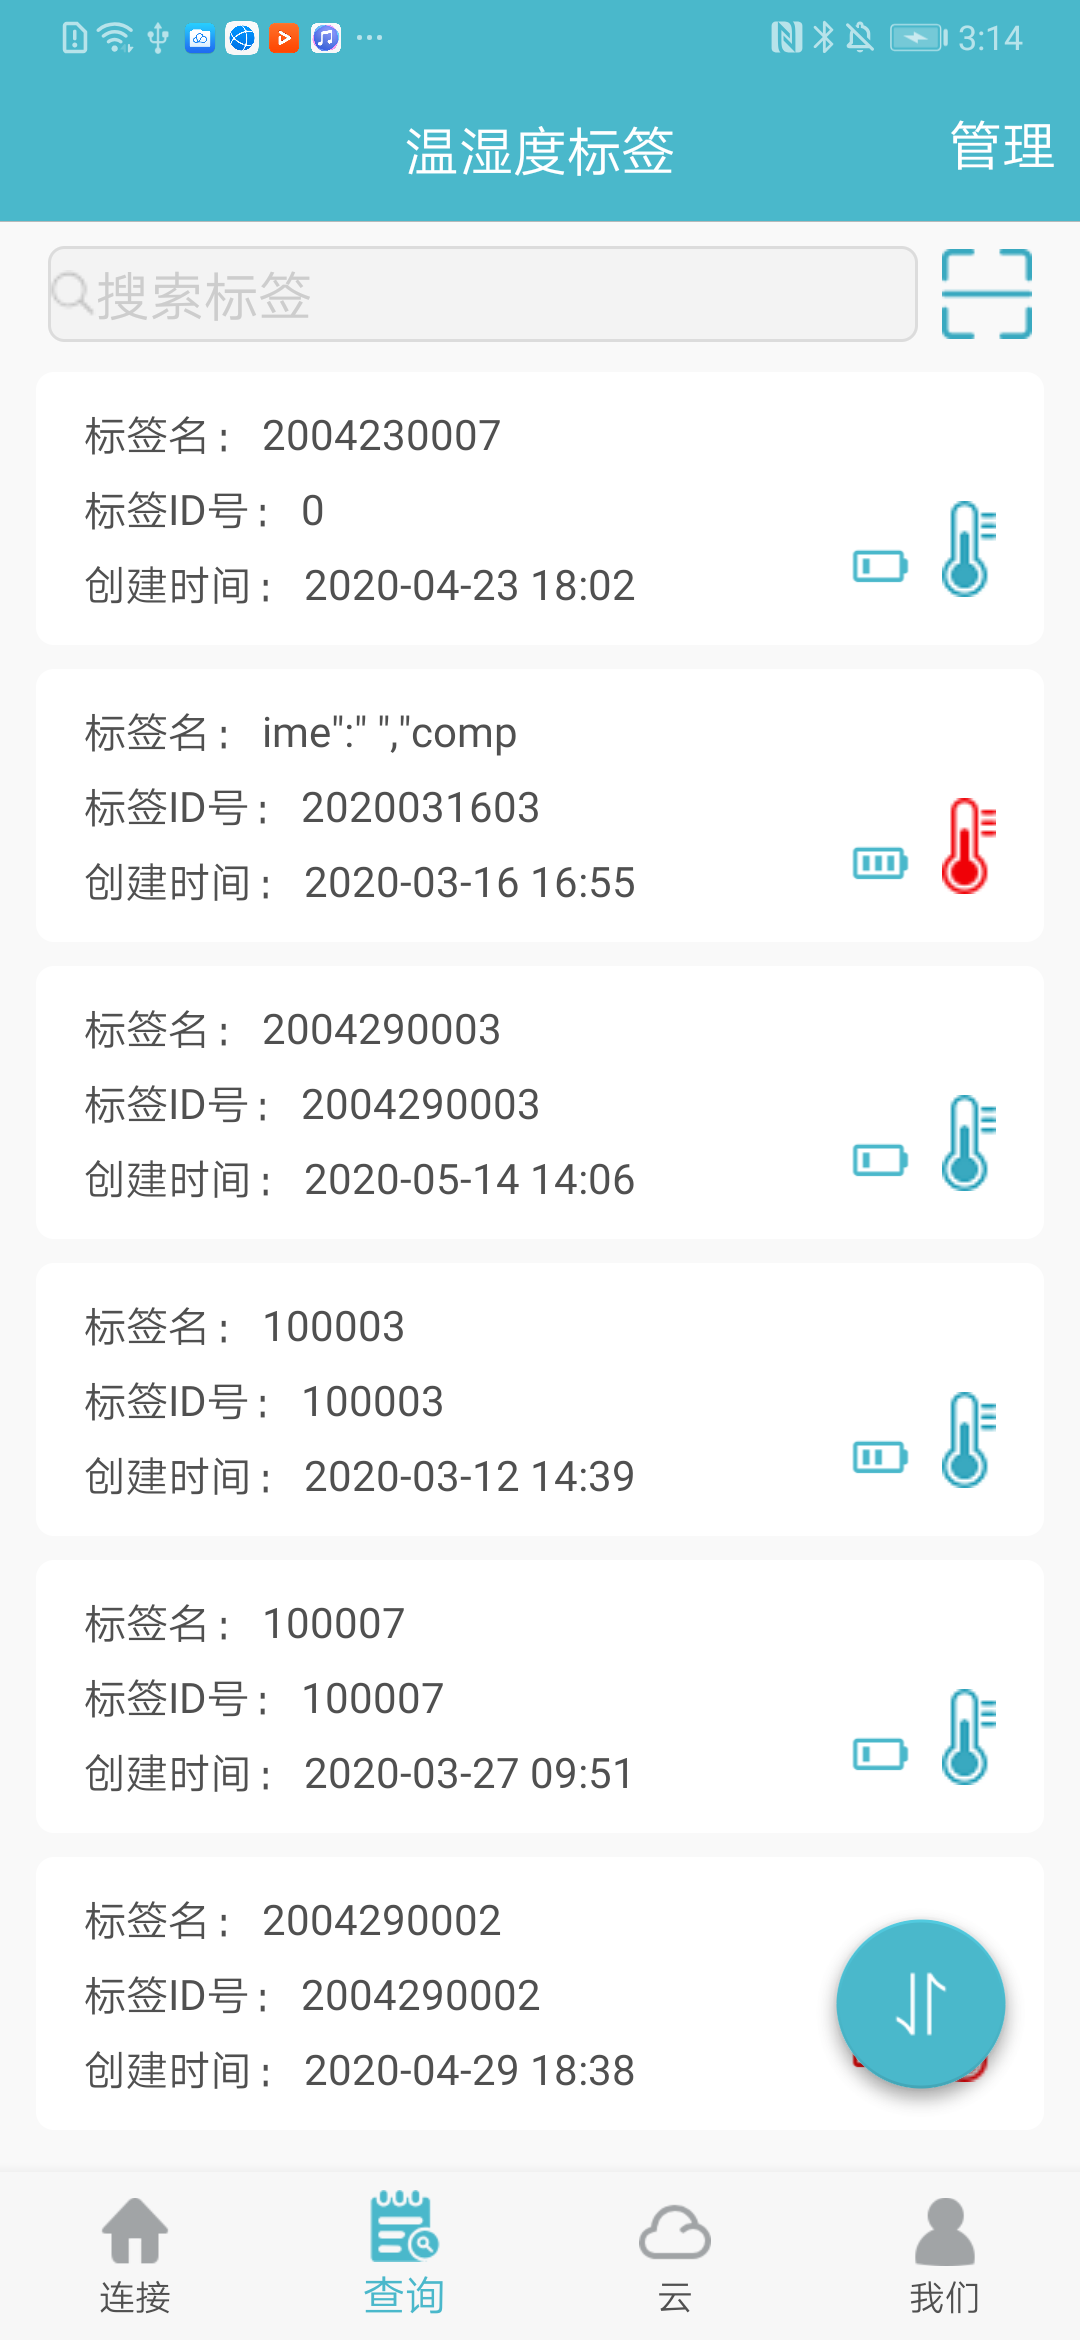 3:14
温湿度标签
管理
搜索标签
标签名： 2004230007
标签ID号： 0
创建时间： 2020-04-23 18:02
标签名： ime":" ","comp
标签ID号： 2020031603
创建时间： 2020-03-16 16:55
标签名： 2004290003
标签ID号： 2004290003
创建时间： 2020-05-14 14:06
标签名： 100003
标签ID号： 100003
创建时间： 2020-03-12 14:39
标签名： 100007
标签ID号： 100007
创建时间： 2020-03-27 09:51
标签名： 2004290002
标签ID号： 2004290002
创建时间： 2020-04-29 18:38
连接
查询
云
我们